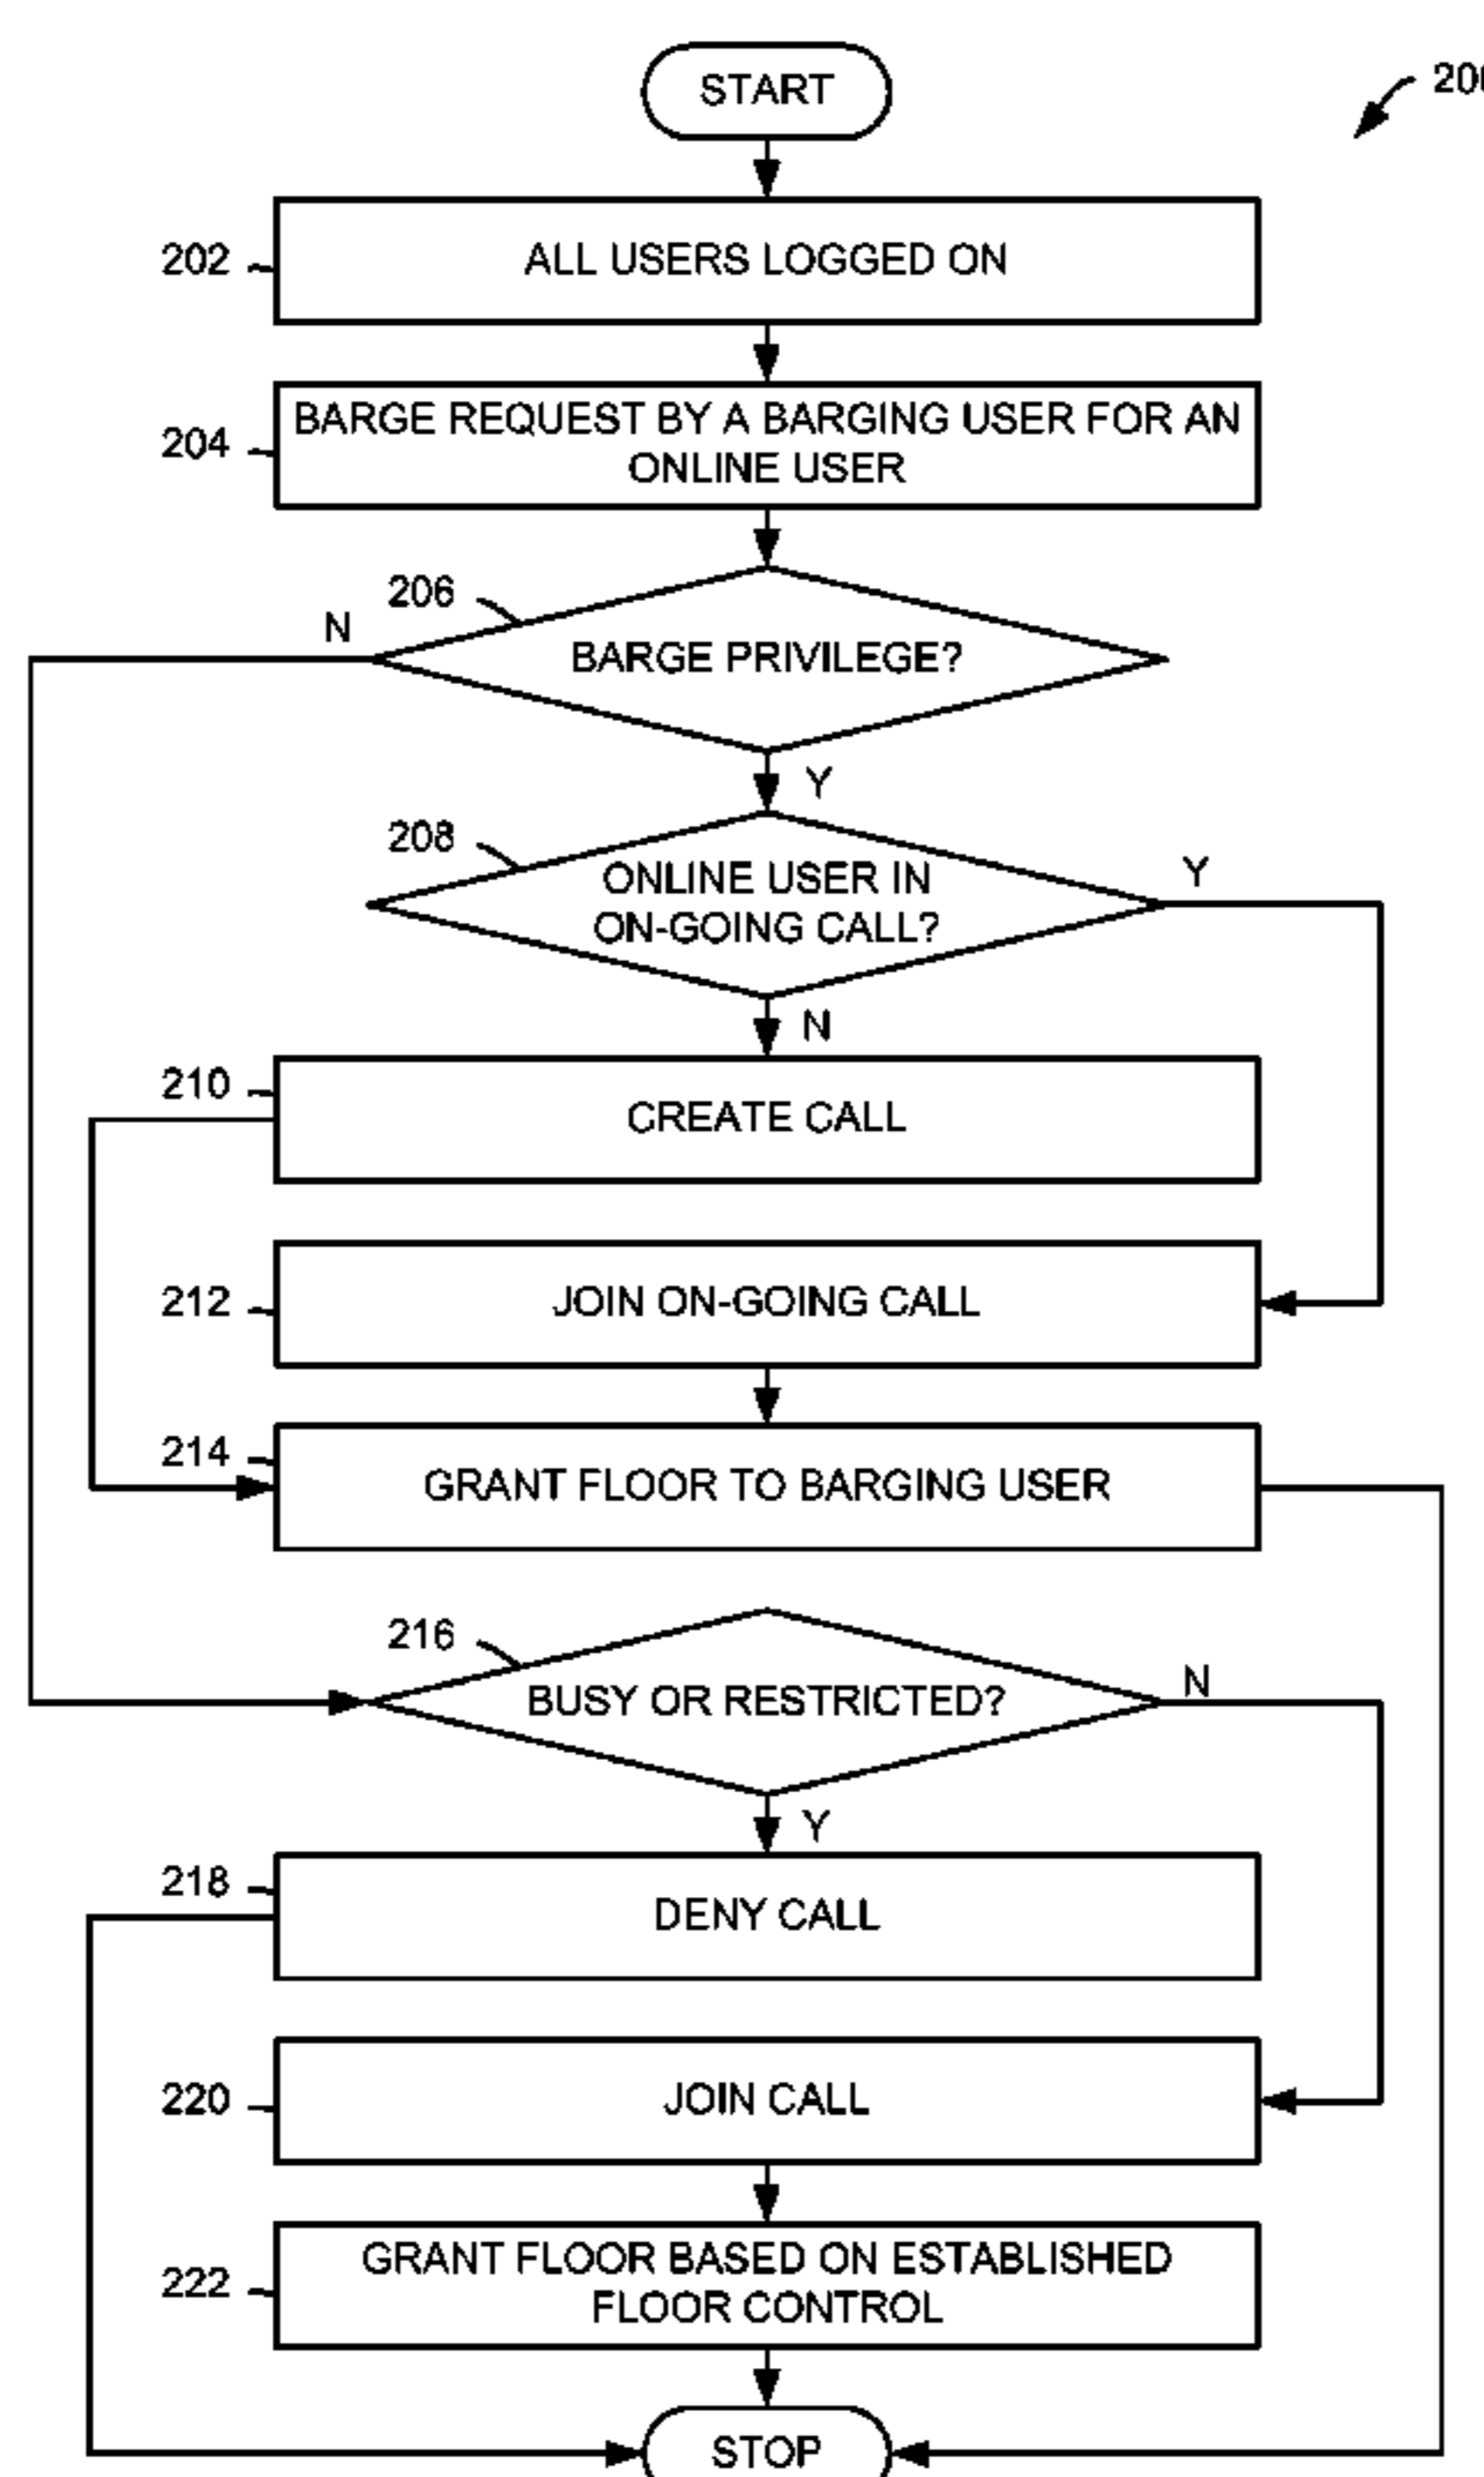 START
202
ALL USERS LOGGED ON
204
BARGE REQUEST BY A BARGING USER FOR AN
ONLINE USER
206
N
BARGE PRIVILEGE?
Y
208
ONLINE USER IN
ON-GOING CALL?
Y
N
210
CREATE CALL
212
JOIN ON-GOING CALL
214
GRANT FLOOR TO BARGING USER
216
BUSY OR RESTRICTED?
N
Y
218
DENY CALL
220
JOIN CALL
222
GRANT FLOOR BASED ON ESTABLISHED
FLOOR CONTROL
STOP